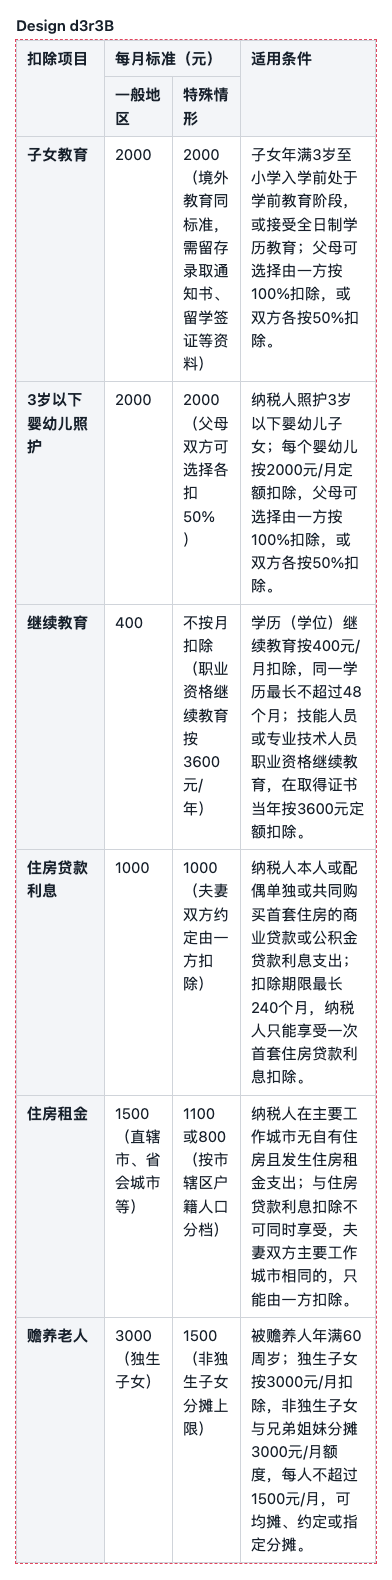 Design d3r3B
扣除项目
每月标准（元）
适用条件
一般地
区
特殊情
形
子女教育
2000
2000
（境外
教育同
标准，
需留存
录取通
知书、
留学签
证等资
料）
子女年满3岁至
小学入学前处于
学前教育阶段，
或接受全日制学
历教育；父母可
选择由一方按
100%扣除，或
双方各按50%扣
除。
3岁以下
婴幼儿照
护
2000
2000
（父母
双方可
选择各
扣
50%
）
纳税人照护3岁
以下婴幼儿子
女；每个婴幼儿
按2000元/月定
额扣除，父母可
选择由一方按
100%扣除，或
双方各按50%扣
除。
继续教育
400
不按月
扣除
（职业
资格继
续教育
按
3600
元/
年）
学历（学位）继
续教育按400元/
月扣除，同一学
历最长不超过48
个月；技能人员
或专业技术人员
职业资格继续教
育，在取得证书
当年按3600元定
额扣除。
住房贷款
利息
1000
1000
（夫妻
双方约
定由一
方扣
除）
纳税人本人或配
偶单独或共同购
买首套住房的商
业贷款或公积金
贷款利息支出；
扣除期限最长
240个月，纳税
人只能享受一次
首套住房贷款利
息扣除。
住房租金
1500
（直辖
市、省
会城市
等）
1100
或800
（按市
辖区户
籍人口
分档）
纳税人在主要工
作城市无自有住
房且发生住房租
金支出；与住房
贷款利息扣除不
可同时享受，夫
妻双方主要工作
城市相同的，只
能由一方扣除。
赡养老人
3000
（独生
子女）
1500
（非独
生子女
分摊上
限）
被赡养人年满60
周岁；独生子女
按3000元/月扣
除，非独生子女
与兄弟姐妹分摊
3000元/月额
度，每人不超过
1500元/月，可
均摊、约定或指
定分摊。